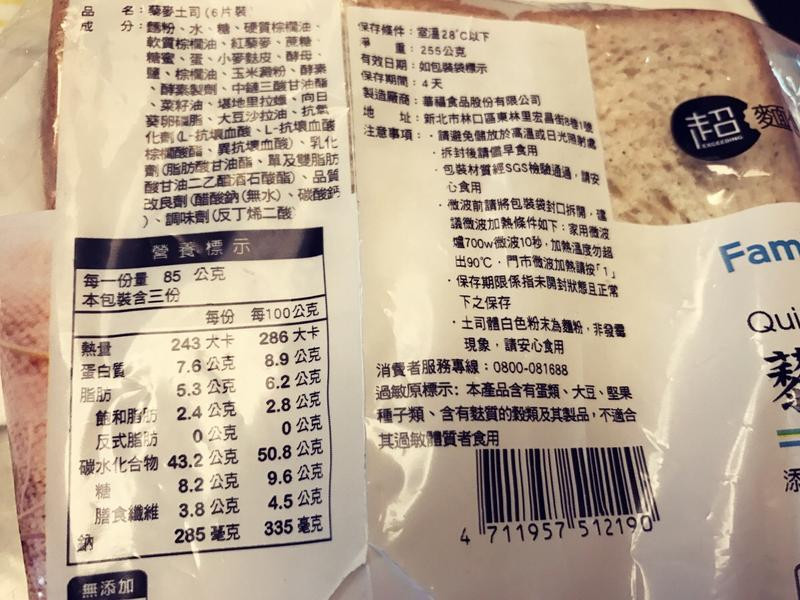 品名：藜麥土司(6片裝)
成分：麵粉、水、糖、硬質棕櫚油、
軟質棕櫚油、紅藜麥、蔗糖
糖蜜、蛋、小麥麩皮、酵母、
鹽、棕櫚油、玉米澱粉、酵素
、酵素製劑、中鏈三酸甘油酯
、菜籽油、堪地里拉蠟、向日
葵卵磷脂、大豆沙拉油、抗氧
化劑(L-抗壞血酸、L-抗壞血酸
棕櫚酸酯、異抗壞血酸)、乳化
劑(脂肪酸甘油酯、單及雙脂肪
酸甘油二乙醯酒石酸酯)、品質
改良劑(醋酸鈉(無水)、碳酸鈣
)、調味劑(反丁烯二酸)
營養標示
每一份量 85 公克
本包裝含三份
每份 每100公克
熱量 243 大卡 286 大卡
蛋白質 7.6 公克 8.9 公克
脂肪 5.3 公克 6.2 公克
飽和脂肪 2.4 公克 2.8 公克
反式脂肪 0 公克 0 公克
碳水化合物 43.2 公克 50.8 公克
糖 8.2 公克 9.6 公克
膳食纖維 3.8 公克 4.5 公克
鈉 285 毫克 335 毫克
無添加
保存條件：室溫28°C以下
淨重：255公克
有效日期：如包裝袋標示
保存期間：4天
製造廠商：華福食品股份有限公司
地址：新北市林口區東林里宏昌街8巷1號
注意事項：・請避免儲放於高溫或日光照射處
・拆封後請儘早食用
・包裝材質經SGS檢驗通過，請安
心食用
・微波前請將包裝袋封口拆開，建
議微波加熱條件如下：家用微波
爐700w微波10秒，加熱溫度勿超
出90℃，門市微波加熱請按「1」
・保存期限係指未開封狀態且正常
下之保存
・土司體白色粉末為麵粉，非發霉
現象，請安心食用
消費者服務專線：0800-081688
過敏原標示：本產品含有蛋類、大豆、堅果
種子類、含有麩質的穀類及其製品，不適合
其過敏體質者食用
4 711957 512190
超麵
EXCEEDING
Fam
Qui
藜
添